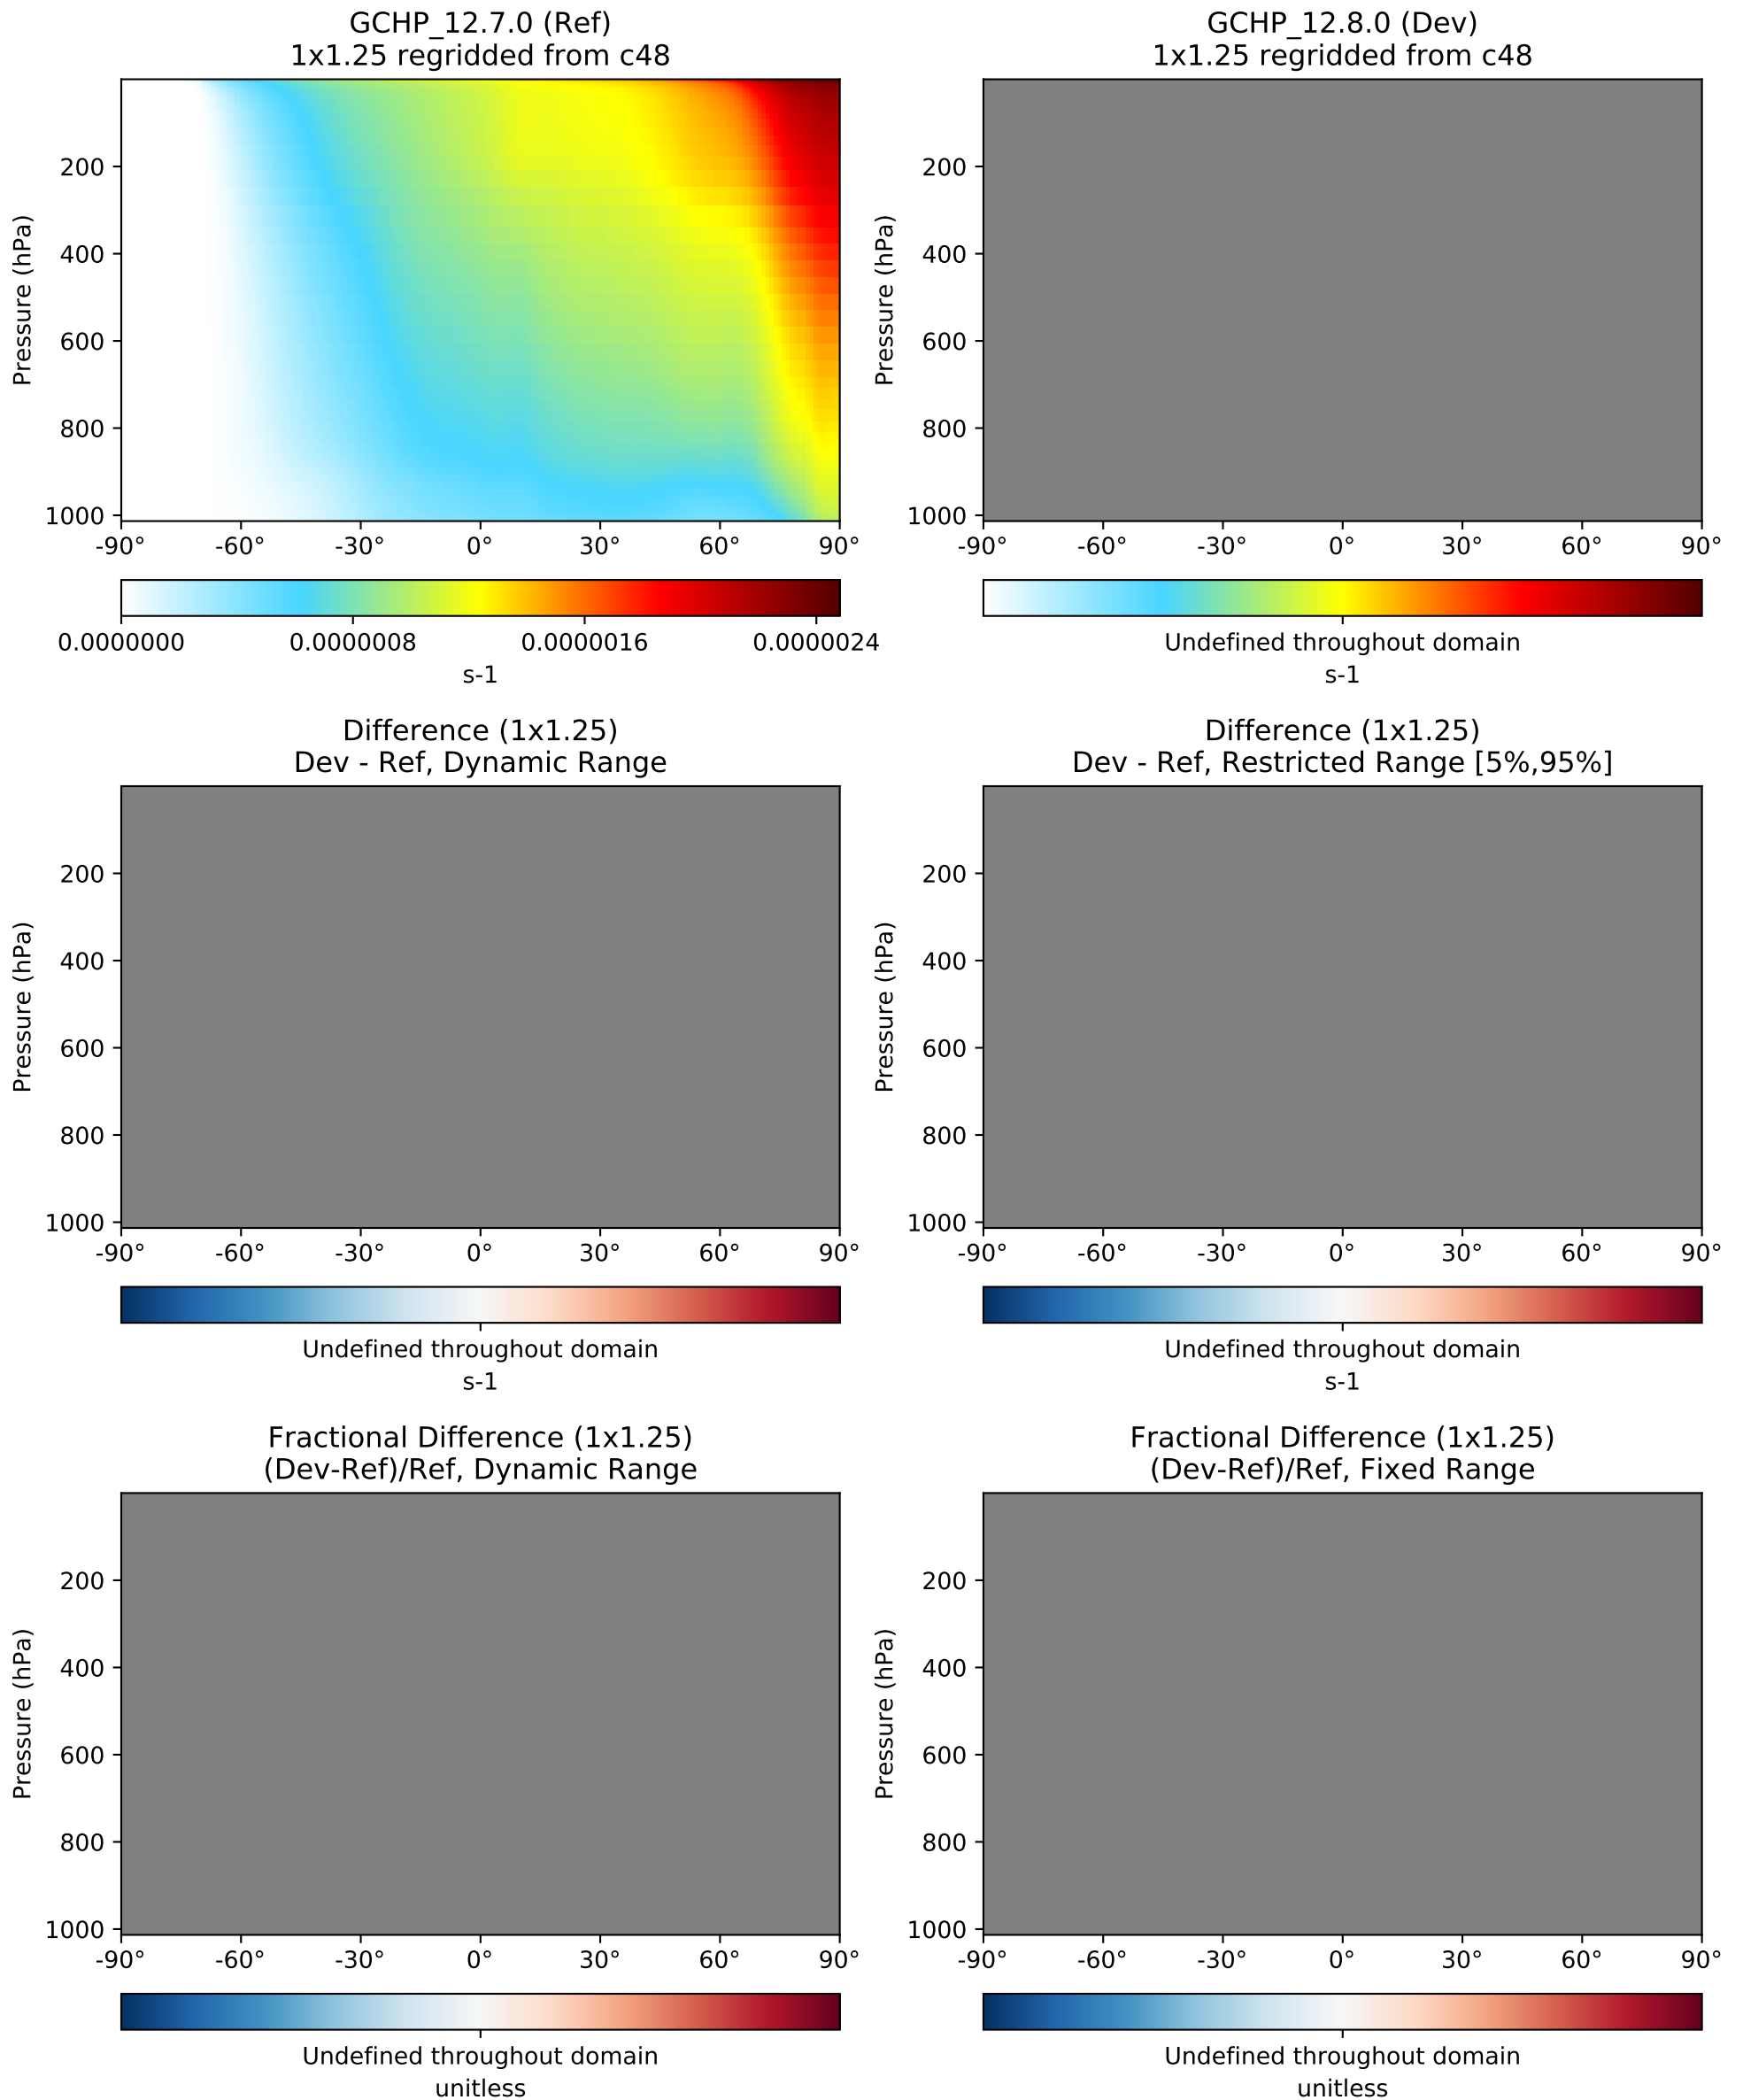 GCHP_12.7.0 (Ref)
1x1.25 regridded from c48
Pressure (hPa)
200
400
600
800
1000
-90° -60° -30° 0° 30° 60° 90°
0.0000000 0.0000008 0.0000016 0.0000024
s-1
GCHP_12.8.0 (Dev)
1x1.25 regridded from c48
Pressure (hPa)
200
400
600
800
1000
-90° -60° -30° 0° 30° 60° 90°
Undefined throughout domain
s-1
Difference (1x1.25)
Dev - Ref, Dynamic Range
Pressure (hPa)
200
400
600
800
1000
-90° -60° -30° 0° 30° 60° 90°
Undefined throughout domain
s-1
Difference (1x1.25)
Dev - Ref, Restricted Range [5%,95%]
Pressure (hPa)
200
400
600
800
1000
-90° -60° -30° 0° 30° 60° 90°
Undefined throughout domain
s-1
Fractional Difference (1x1.25)
(Dev-Ref)/Ref, Dynamic Range
Pressure (hPa)
200
400
600
800
1000
-90° -60° -30° 0° 30° 60° 90°
Undefined throughout domain
unitless
Fractional Difference (1x1.25)
(Dev-Ref)/Ref, Fixed Range
Pressure (hPa)
200
400
600
800
1000
-90° -60° -30° 0° 30° 60° 90°
Undefined throughout domain
unitless